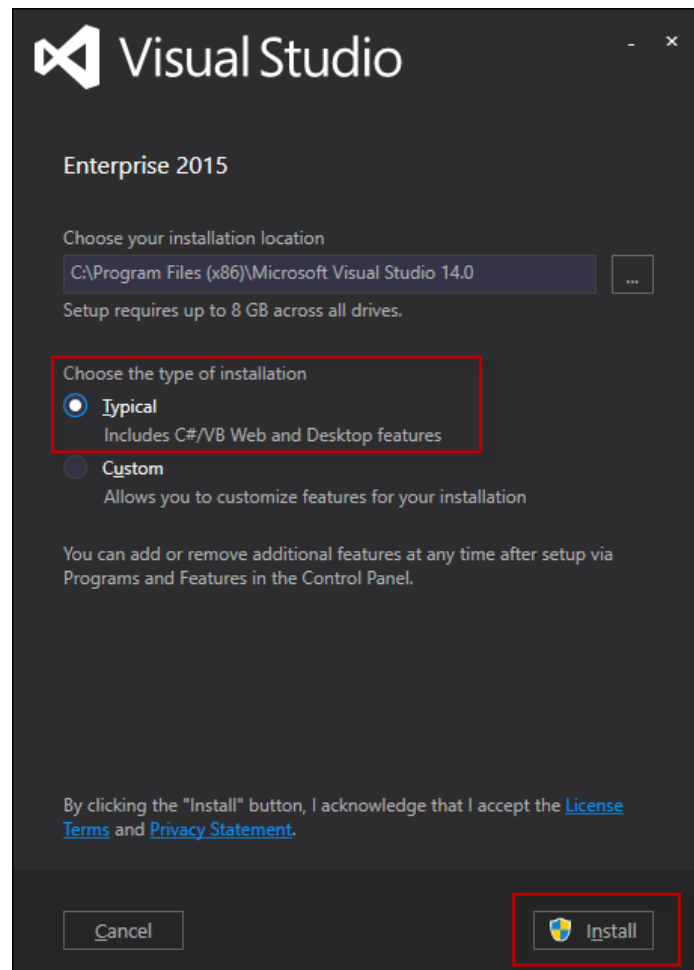 Visual Studio
Enterprise 2015
Choose your installation location
C:\Program Files (x86)\Microsoft Visual Studio 14.0
...
Setup requires up to 8 GB across all drives.
Choose the type of installation
Typical
Includes C#/VB Web and Desktop features
Custom
Allows you to customize features for your installation
You can add or remove additional features at any time after setup via
Programs and Features in the Control Panel.
By clicking the "Install" button, I acknowledge that I accept the License
Terms and Privacy Statement.
Cancel
Install